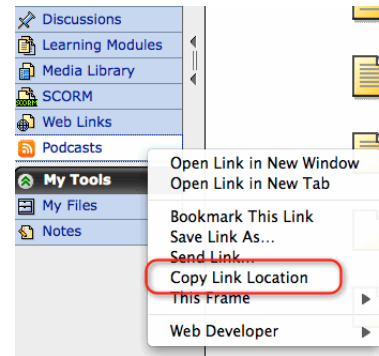 Discussions
Learning Modules
Media Library
SCORM
SCORM
Web Links
Podcasts
My Tools
My Files
Notes
Open Link in New Window
Open Link in New Tab
Bookmark This Link
Save Link As...
Send Link...
Copy Link Location
This Frame
Web Developer